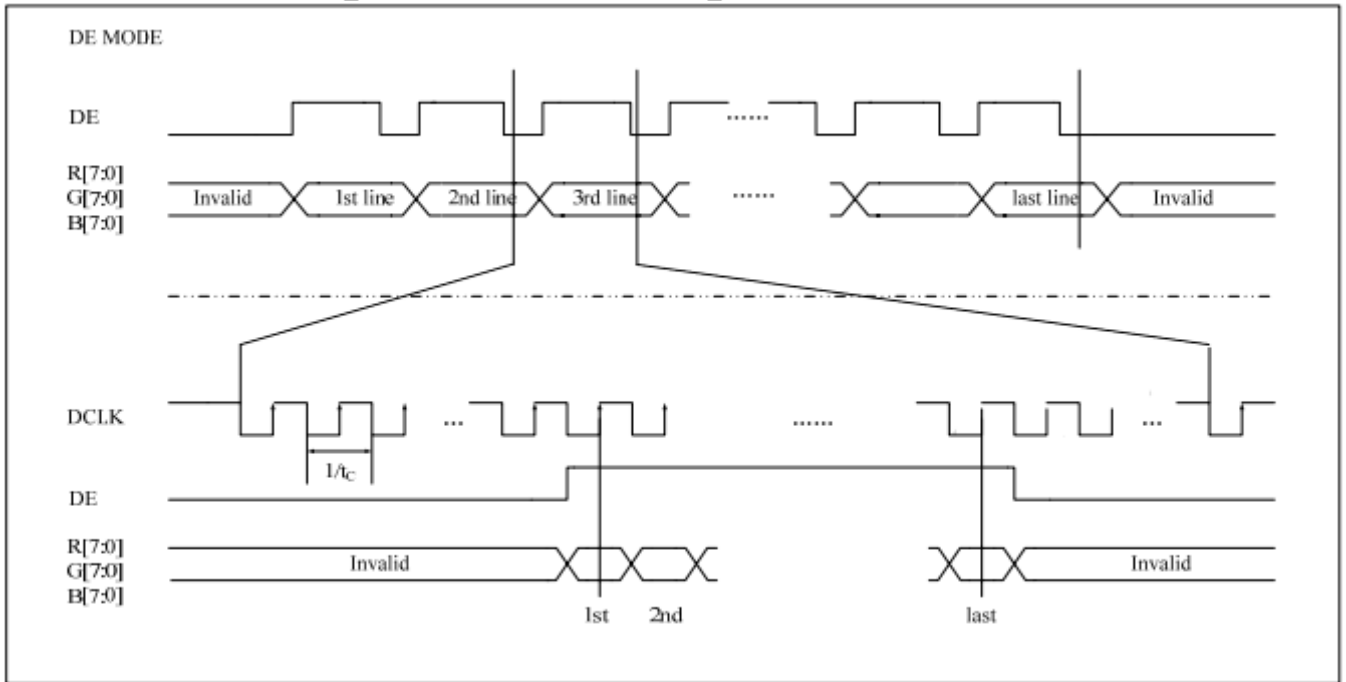 DE MODE
DE
......
R[7:0]
G[7:0]
B[7:0]
Invalid
1st line
2nd line
3rd line
......
last line
Invalid
DCLK
...
......
...
1/tC
DE
R[7:0]
G[7:0]
B[7:0]
Invalid
Invalid
1st
2nd
last